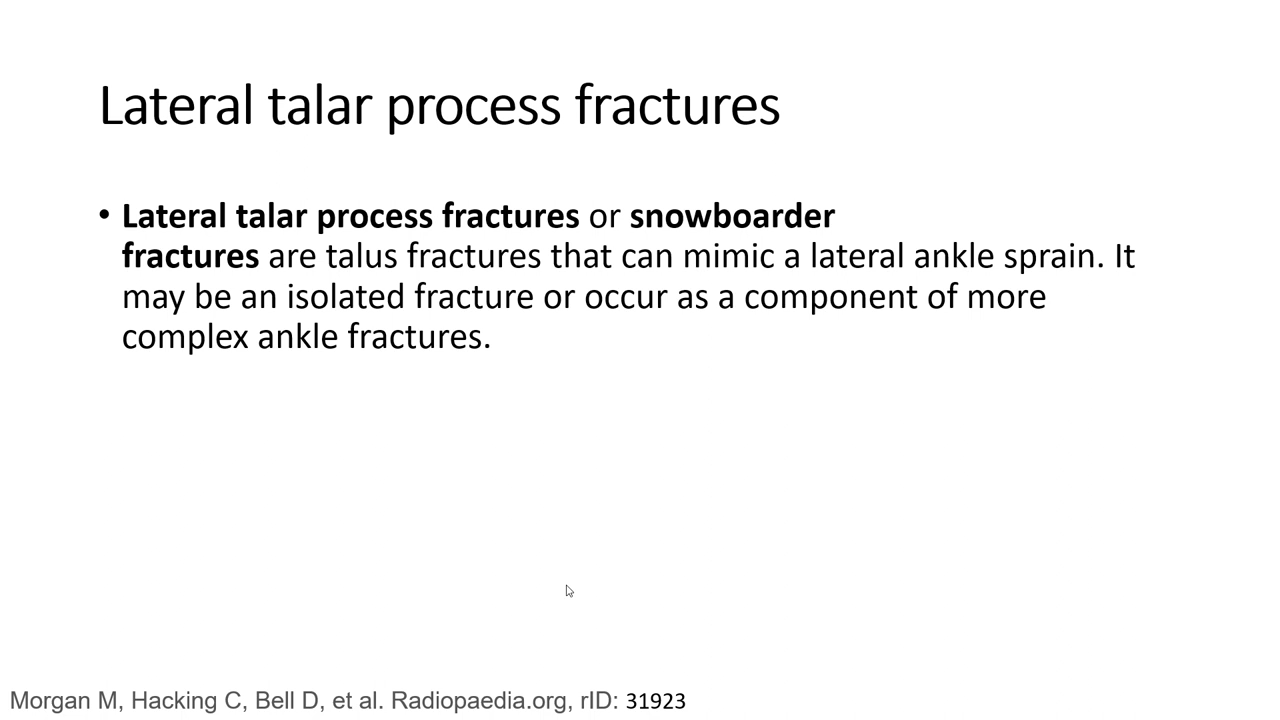 Lateral talar process fractures
• Lateral talar process fractures or snowboarder
fractures are talus fractures that can mimic a lateral ankle sprain. It
may be an isolated fracture or occur as a component of more
complex ankle fractures.
Morgan M, Hacking C, Bell D, et al. Radiopaedia.org, rID: 31923